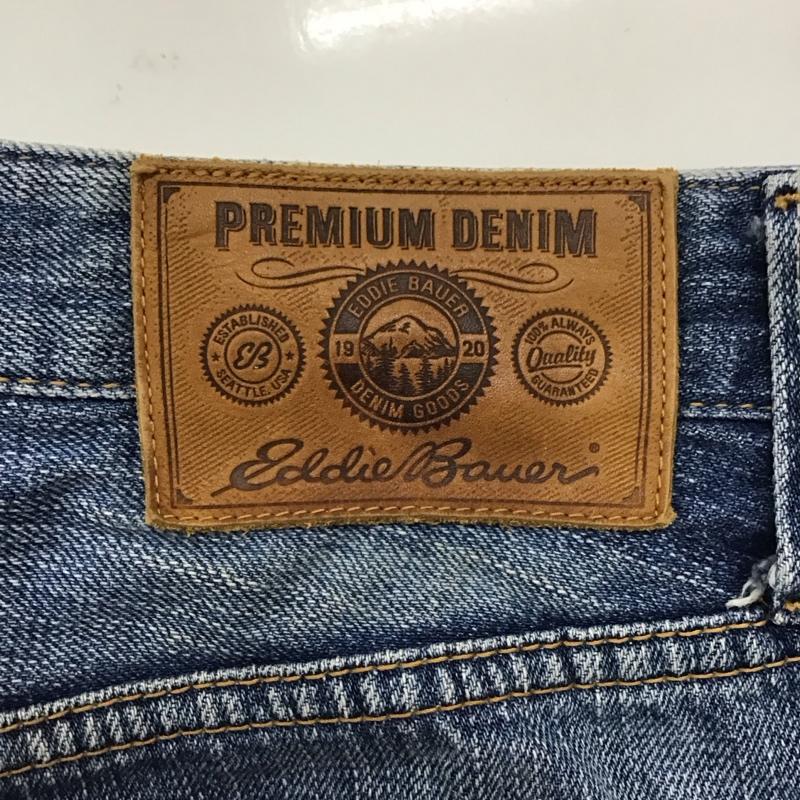 PREMIUM DENIM
ESTABLISHED
EB
SEATTLE, USA
EDDIE BAUER
19 20
DENIM GOODS
100% ALWAYS
Quality
GUARANTEED
Eddie Bauer®